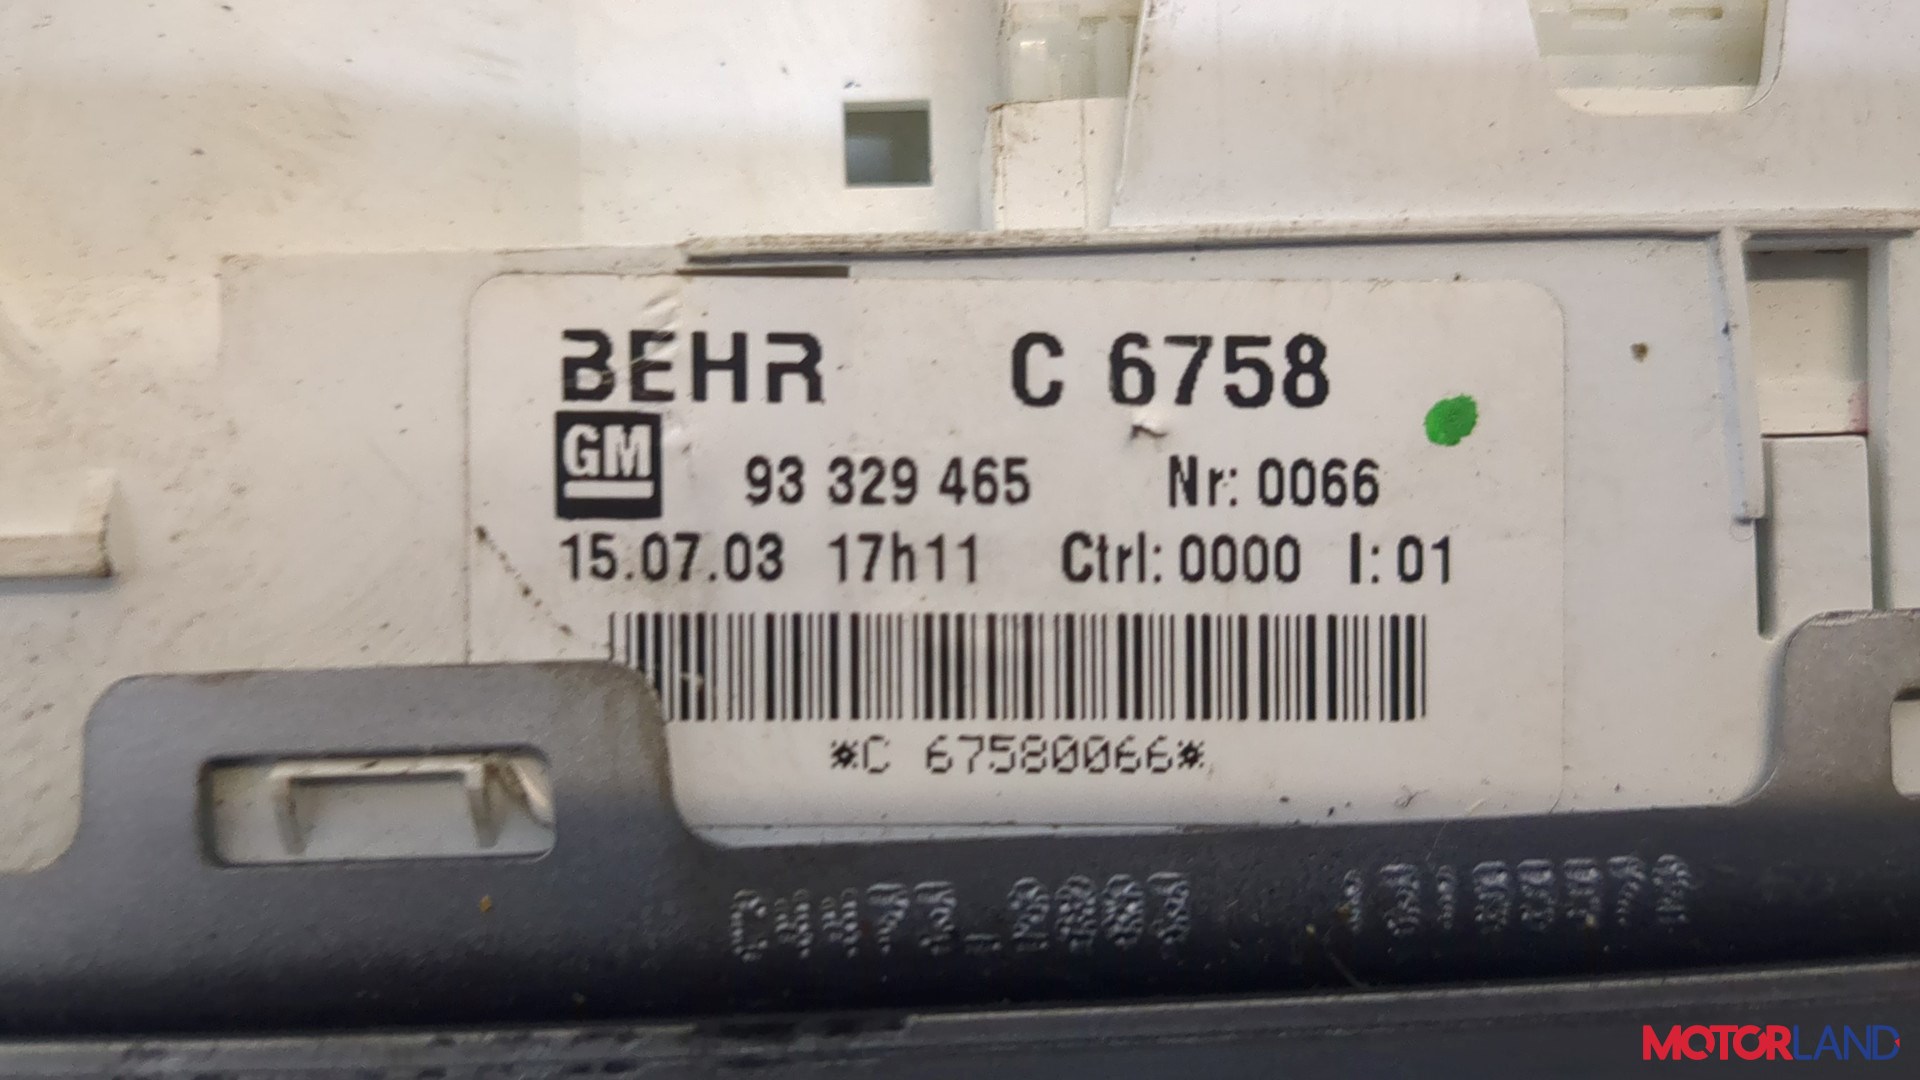 BEHR C 6758
GM 93 329 465 Nr: 0066
15.07.03 17h11 Ctrl: 0000 I: 01
*C 67580066*
MOTORLAND